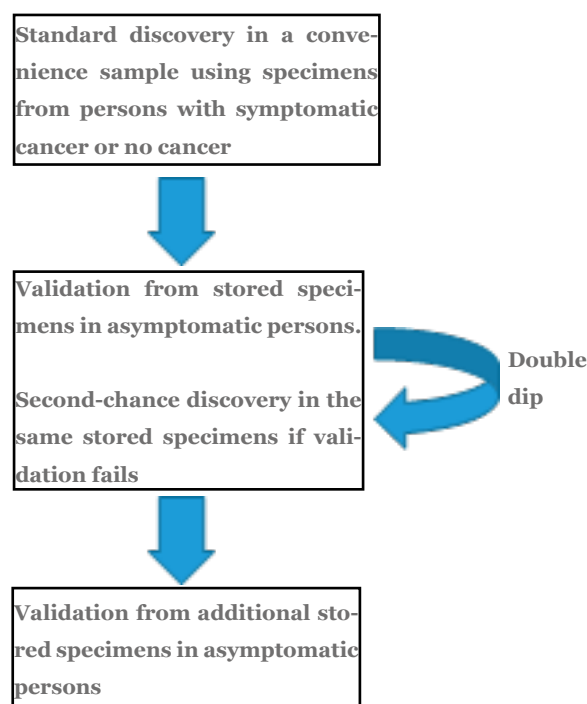 Standard discovery in a conve-
nience sample using specimens
from persons with symptomatic
cancer or no cancer
Validation from stored speci-
mens in asymptomatic persons.
Second-chance discovery in the
same stored specimens if vali-
dation fails
Double
dip
Validation from additional sto-
red specimens in asymptomatic
persons